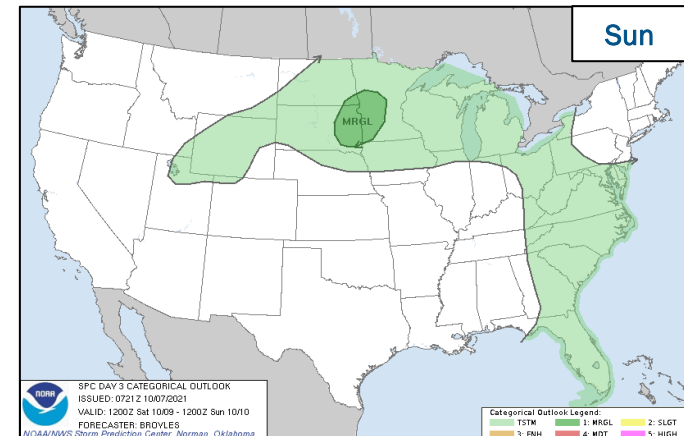 Sun
MRGL
NOAA
SPC DAY 3 CATEGORICAL OUTLOOK
ISSUED: 0721 Z 10/07/2021
VALID: 1200Z Sat 10/09 - 1200Z Sun 10/10
FORECASTER: BROYLES
NOAA/NWS Storm Prediction Center, Norman, Oklahoma
Categorical Outlook Legend:
TSTM 1: MRGL 2: SLGT
3: ENH 4: MDT 5: HIGH